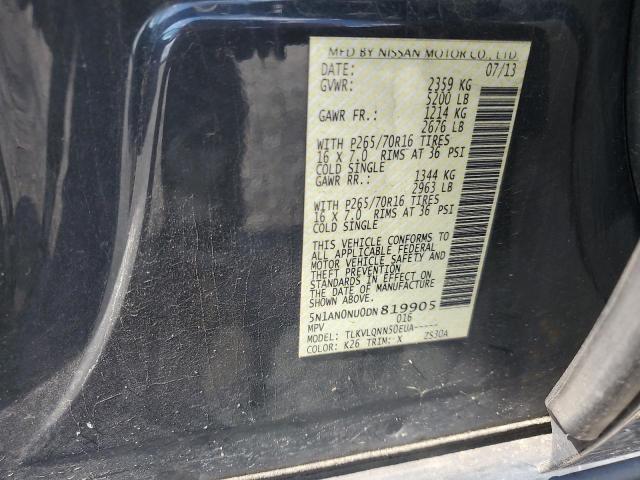 MFD BY NISSAN MOTOR CO., LTD
DATE: 07/13
GVWR: 2359 KG
5200 LB
GAWR FR.: 1214 KG
2676 LB
WITH P265/70R16 TIRES
16 X 7.0 RIMS AT 36 PSI
COLD SINGLE
GAWR RR.: 1344 KG
2963 LB
WITH P265/70R16 TIRES
16 X 7.0 RIMS AT 36 PSI
COLD SINGLE
THIS VEHICLE CONFORMS TO
ALL APPLICABLE FEDERAL
MOTOR VEHICLE SAFETY AND
THEFT PREVENTION
STANDARDS IN EFFECT ON
THE DATE OF MANUFACTURE
SHOWN ABOVE.
5N1AN0NU0DN819905
MPV 016
MODEL: TLKVLQNN50EUA-----
COLOR: K26 TRIM: X ZS30A